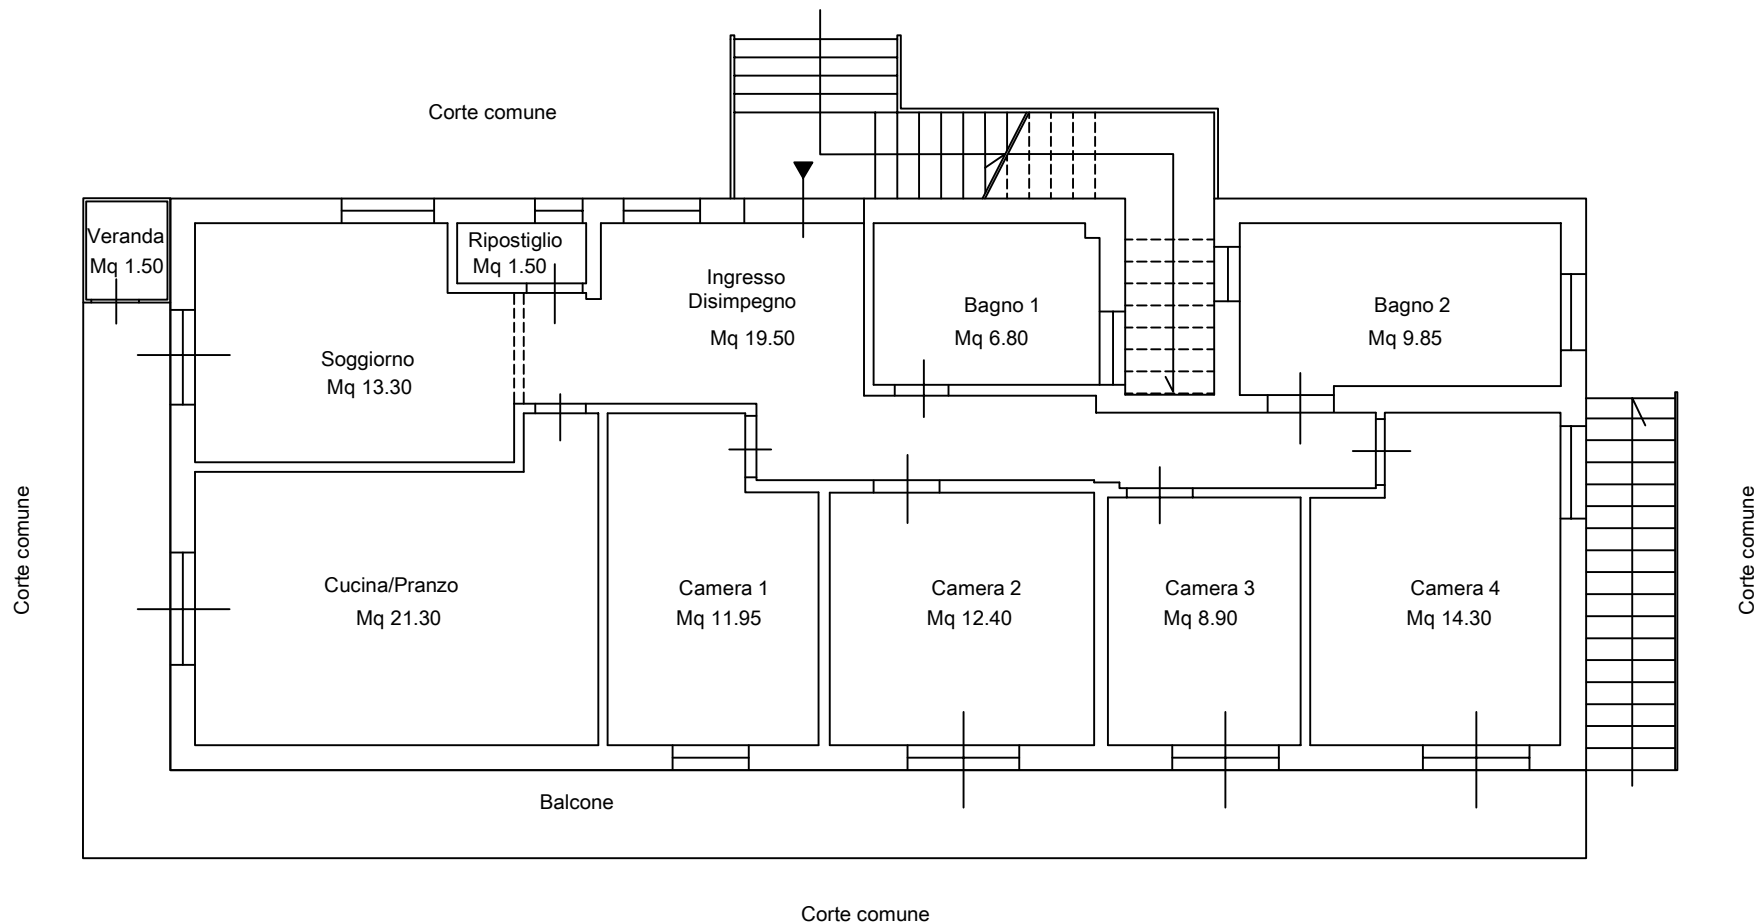 Corte comune
Veranda
Mq 1.50
Ripostiglio
Mq 1.50
Ingresso
Disimpegno
Mq 19.50
Bagno 1
Mq 6.80
Bagno 2
Mq 9.85
Soggiorno
Mq 13.30
Corte comune
Cucina/Pranzo
Mq 21.30
Camera 1
Mq 11.95
Camera 2
Mq 12.40
Camera 3
Mq 8.90
Camera 4
Mq 14.30
Corte comune
Balcone
Corte comune